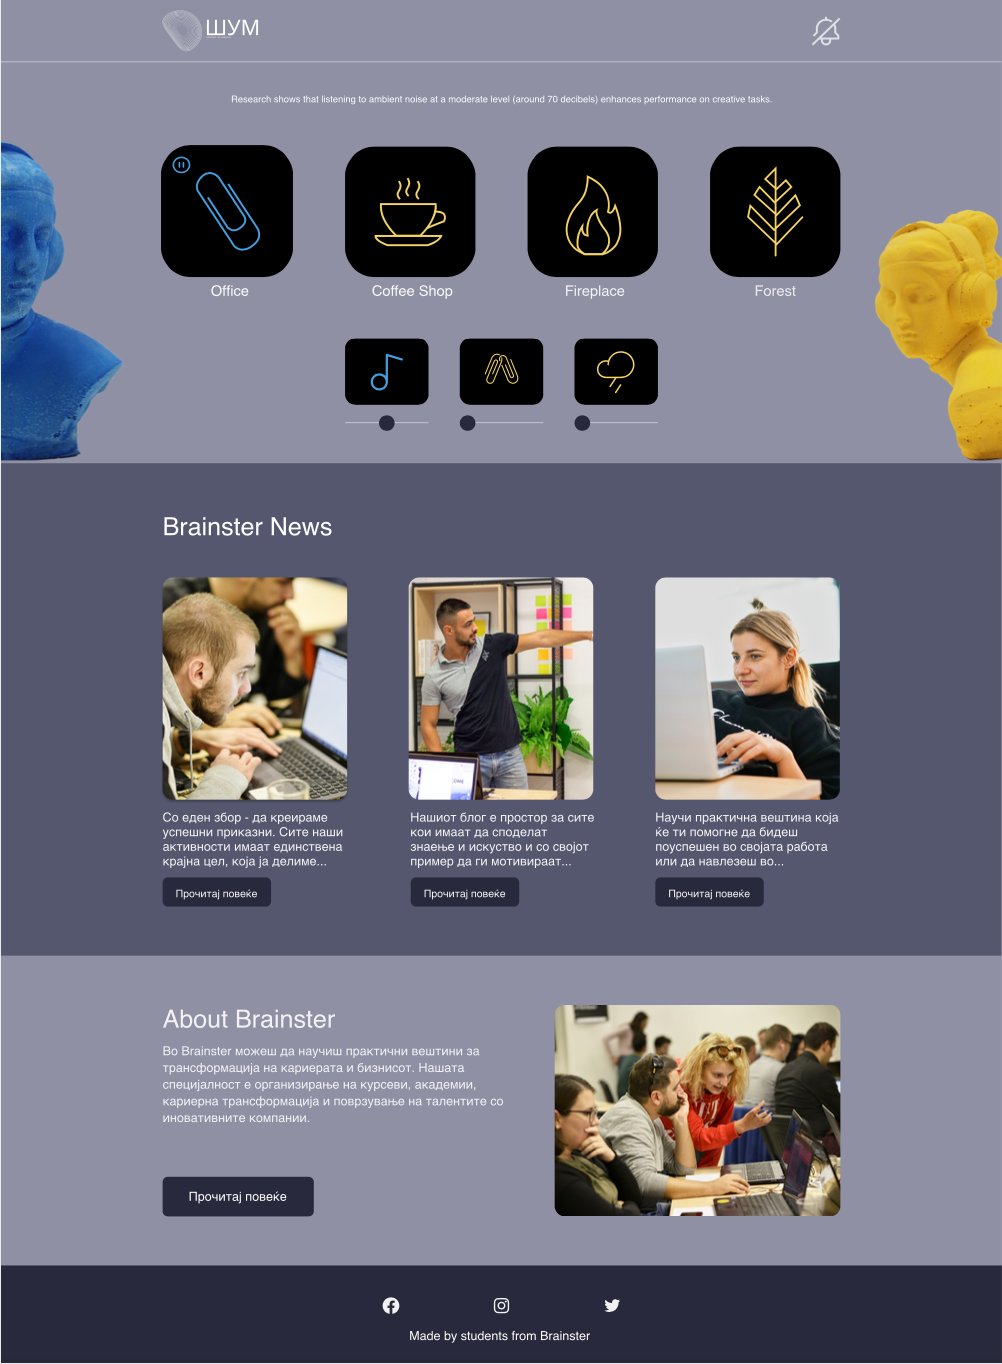 ШУМ
Research shows that listening to ambient noise at a moderate level (around 70 decibels) enhances performance on creative tasks.
Office
Coffee Shop
Fireplace
Forest
Brainster News
Со еден збор - да креираме
успешни приказни. Сите наши
активности имаат единствена
крајна цел, која ја делиме...
Прочитај повеќе
Нашиот блог е простор за сите
кои имаат да споделат
знаење и искуство и со својот
пример да ги мотивираат...
Прочитај повеќе
Научи практична вештина која
ќе ти помогне да бидеш
поуспешен во својата работа
или да навлезеш во...
Прочитај повеќе
About Brainster
Во Brainster можеш да научиш практични вештини за
трансформација на кариерата и бизнисот. Нашата
специјалност е организирање на курсеви, академии,
кариерна трансформација и поврзување на талентите со
иновативните компании.
Прочитај повеќе
Made by students from Brainster